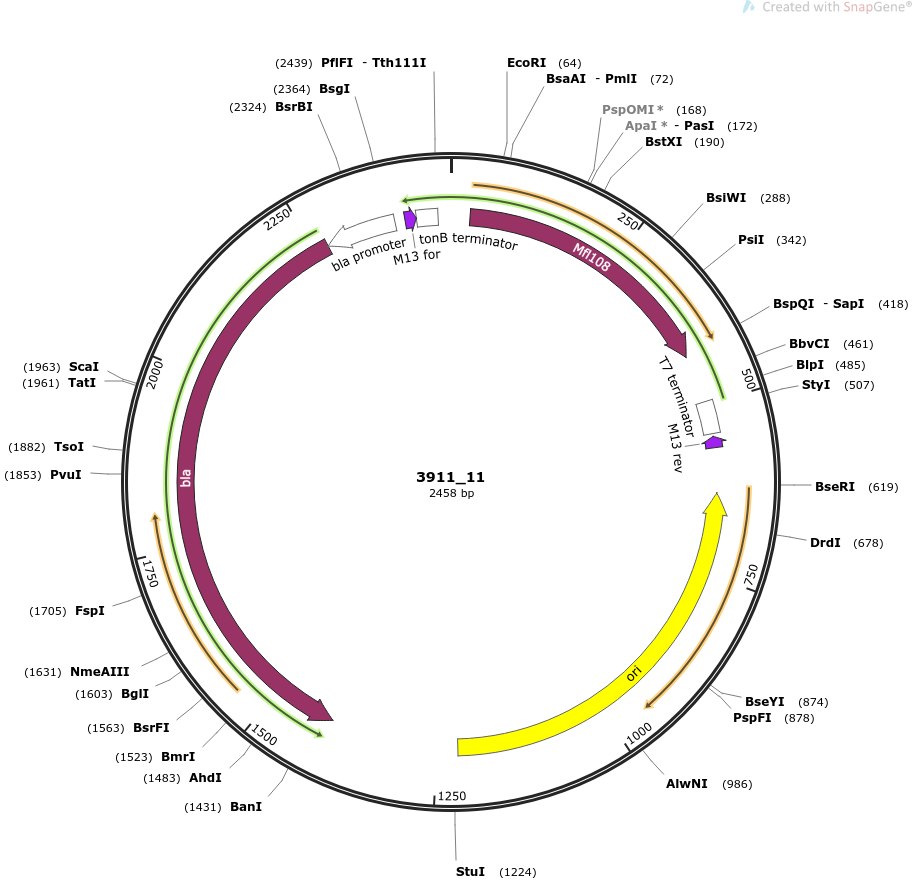 Created with SnapGene®
(2439) PflFI - Tth111I
EcoRI (64)
BsaAI - PmlI (72)
(2364) BsgI
(2324) BsrBI
PspOMI * (168)
ApaI * - PasI (172)
BstXI (190)
BsiWI (288)
PsiI (342)
BspQI - SapI (418)
BbvCI (461)
BlpI (485)
StyI (507)
BseRI (619)
DrdI (678)
BseYI (874)
PspFI (878)
AlwNI (986)
StuI (1224)
(1431) BanI
(1483) AhdI
(1523) BmrI
(1563) BsrFI
(1603) BglI
(1631) NmeAIII
(1705) FspI
(1853) PvuI
(1882) TsoI
(1961) TatI
(1963) ScaI
250
500
750
1000
1250
1500
1750
2000
2250
bla promoter
M13 for
tonB terminator
Mfl108
T7 terminator
M13 rev
ori
bla
3911_11
2458 bp